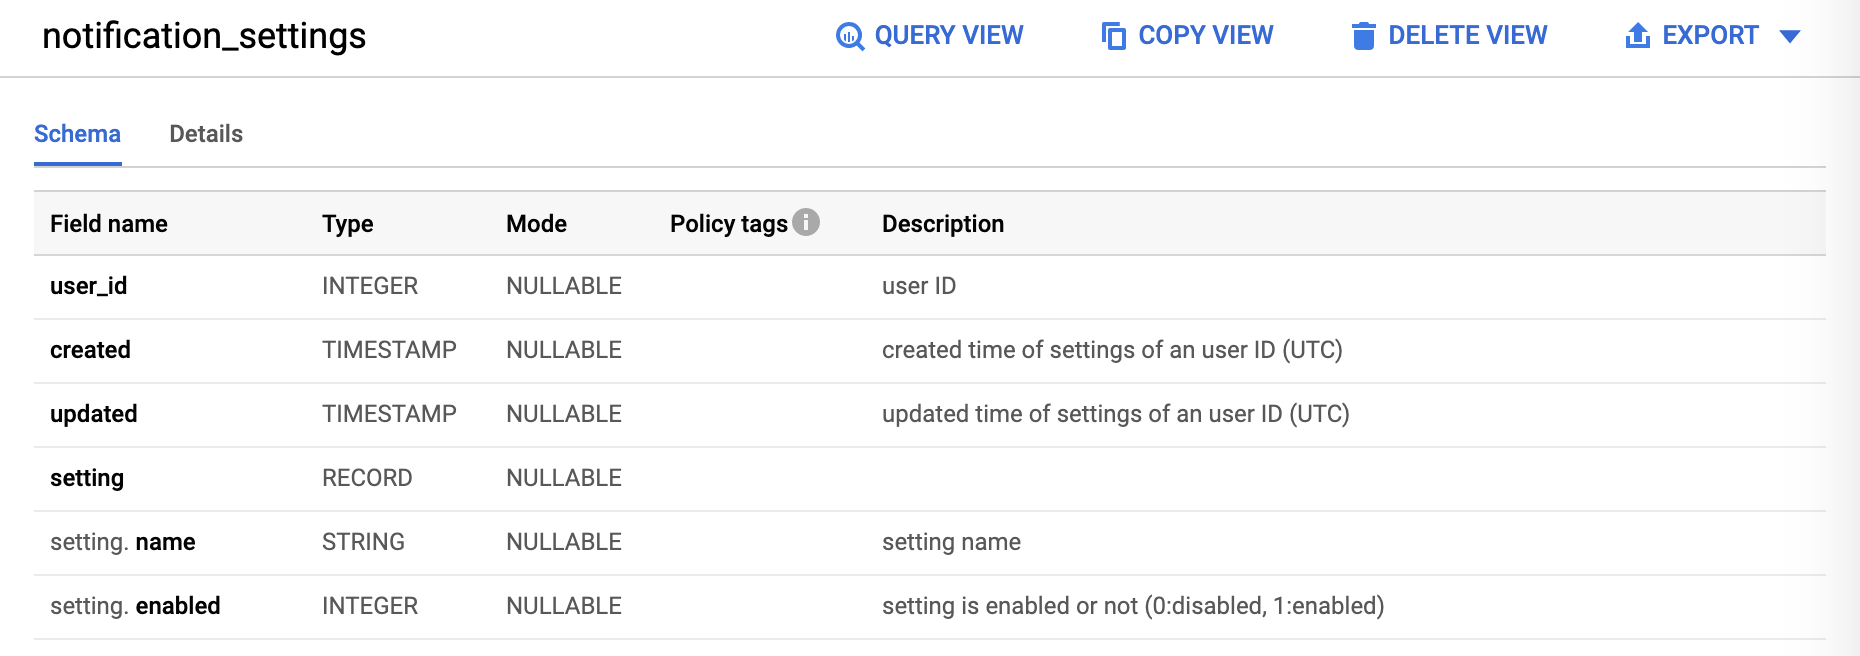 notification_settings QUERY VIEW COPY VIEW DELETE VIEW EXPORT
Schema Details
Field name Type Mode Policy tags Description
user_id INTEGER NULLABLE user ID
created TIMESTAMP NULLABLE created time of settings of an user ID (UTC)
updated TIMESTAMP NULLABLE updated time of settings of an user ID (UTC)
setting RECORD NULLABLE
setting. name STRING NULLABLE setting name
setting. enabled INTEGER NULLABLE setting is enabled or not (0:disabled, 1:enabled)